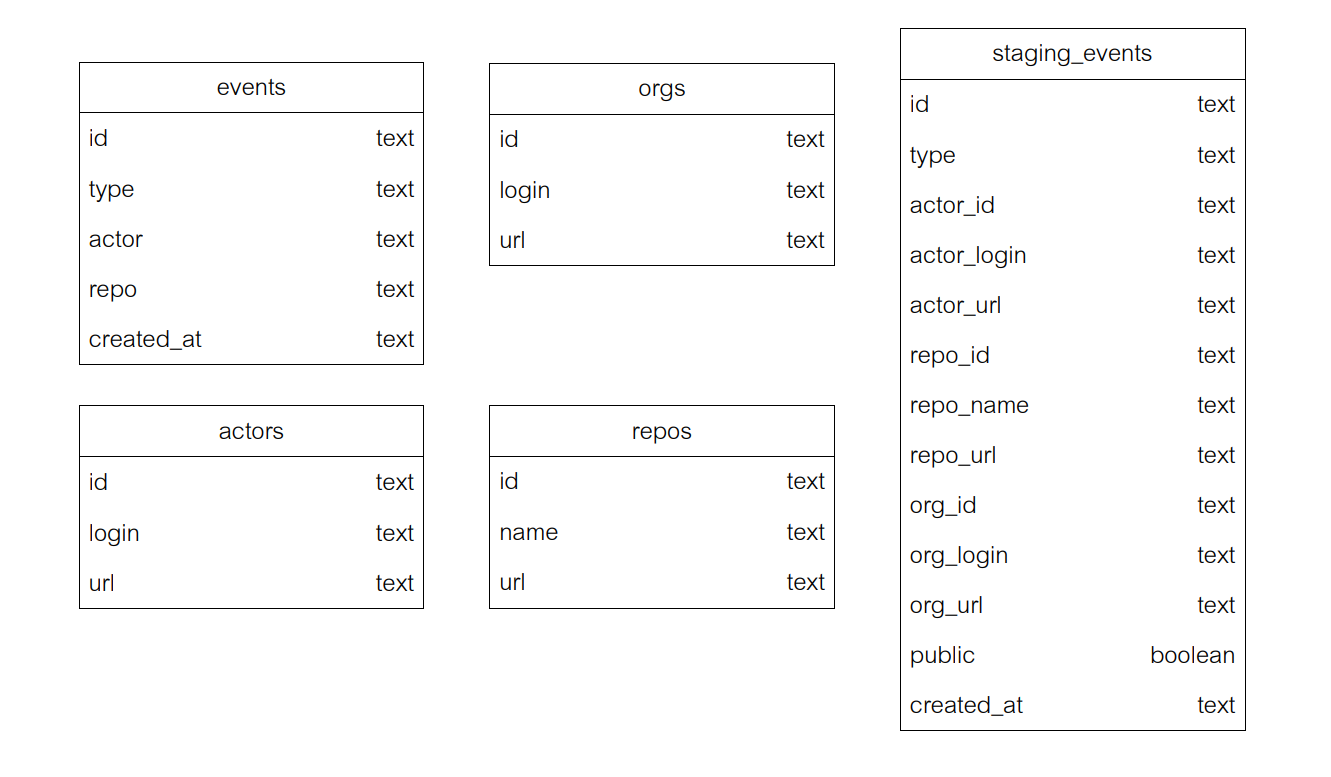 events
id text
type text
actor text
repo text
created_at text
orgs
id text
login text
url text
actors
id text
login text
url text
repos
id text
name text
url text
staging_events
id text
type text
actor_id text
actor_login text
actor_url text
repo_id text
repo_name text
repo_url text
org_id text
org_login text
org_url text
public boolean
created_at text